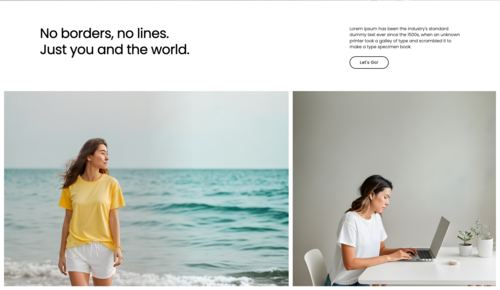 No borders, no lines.
Just you and the world.
Lorem Ipsum has been the industry's standard
dummy text ever since the 1500s, when an unknown
printer took a galley of type and scrambled it to
make a type specimen book.
Let's Go!